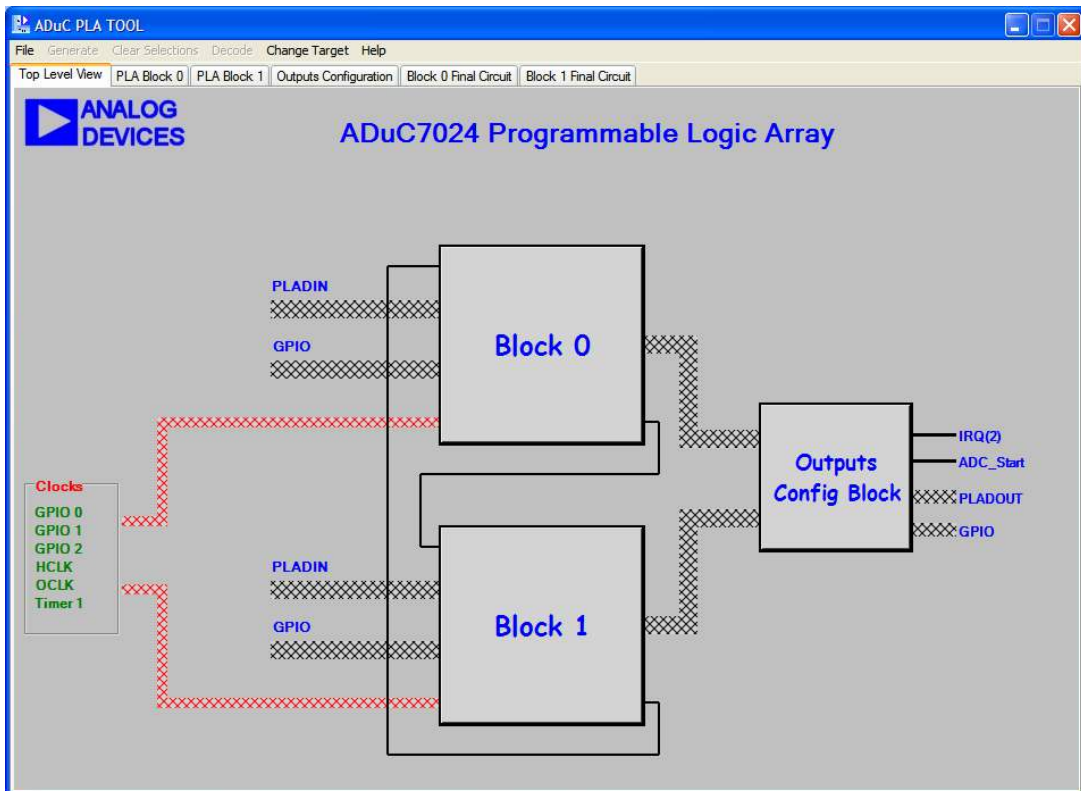 ADuC PLA TOOL
File Generate Clear Selections Decode Change Target Help
Top Level View PLA Block 0 PLA Block 1 Outputs Configuration Block 0 Final Circuit Block 1 Final Circuit
ANALOG
DEVICES
ADuC7024 Programmable Logic Array
PLADIN
GPIO
Block 0
Clocks
GPIO 0
GPIO 1
GPIO 2
HCLK
OCLK
Timer 1
PLADIN
GPIO
Block 1
Outputs
Config Block
IRQ(2)
ADC_Start
PLADOUT
GPIO